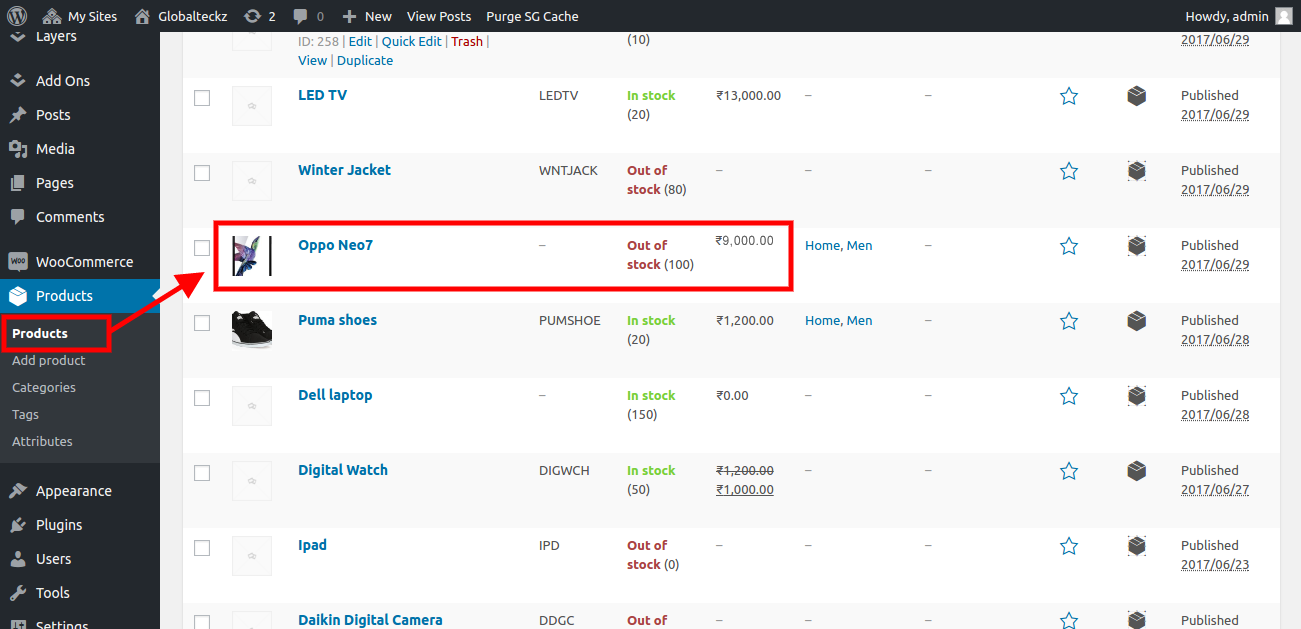 My Sites Globalteckz 2 0 New View Posts Purge SG Cache Howdy, admin
Layers
Add Ons
Posts
Media
Pages
Comments
WooCommerce
Products
Products
Add product
Categories
Tags
Attributes
Appearance
Plugins
Users
Tools
Settings
ID: 258 | Edit | Quick Edit | Trash |
View | Duplicate
(10)
2017/06/29
LED TV LEDTV In stock ₹13,000.00 – – Published
(20) 2017/06/29
Winter Jacket WNTJACK Out of – – – Published
stock (80) 2017/06/29
Oppo Neo7 – Out of ₹9,000.00 Home, Men – Published
stock (100) 2017/06/29
Puma shoes PUMSHOE In stock ₹1,200.00 Home, Men – Published
(20) 2017/06/28
Dell laptop – In stock ₹0.00 – – Published
(150) 2017/06/28
Digital Watch DIGWCH In stock ₹1,200.00 – – Published
(50) ₹1,000.00 2017/06/27
Ipad IPD Out of – – – Published
stock (0) 2017/06/23
Daikin Digital Camera DDGC Out of – – – Published